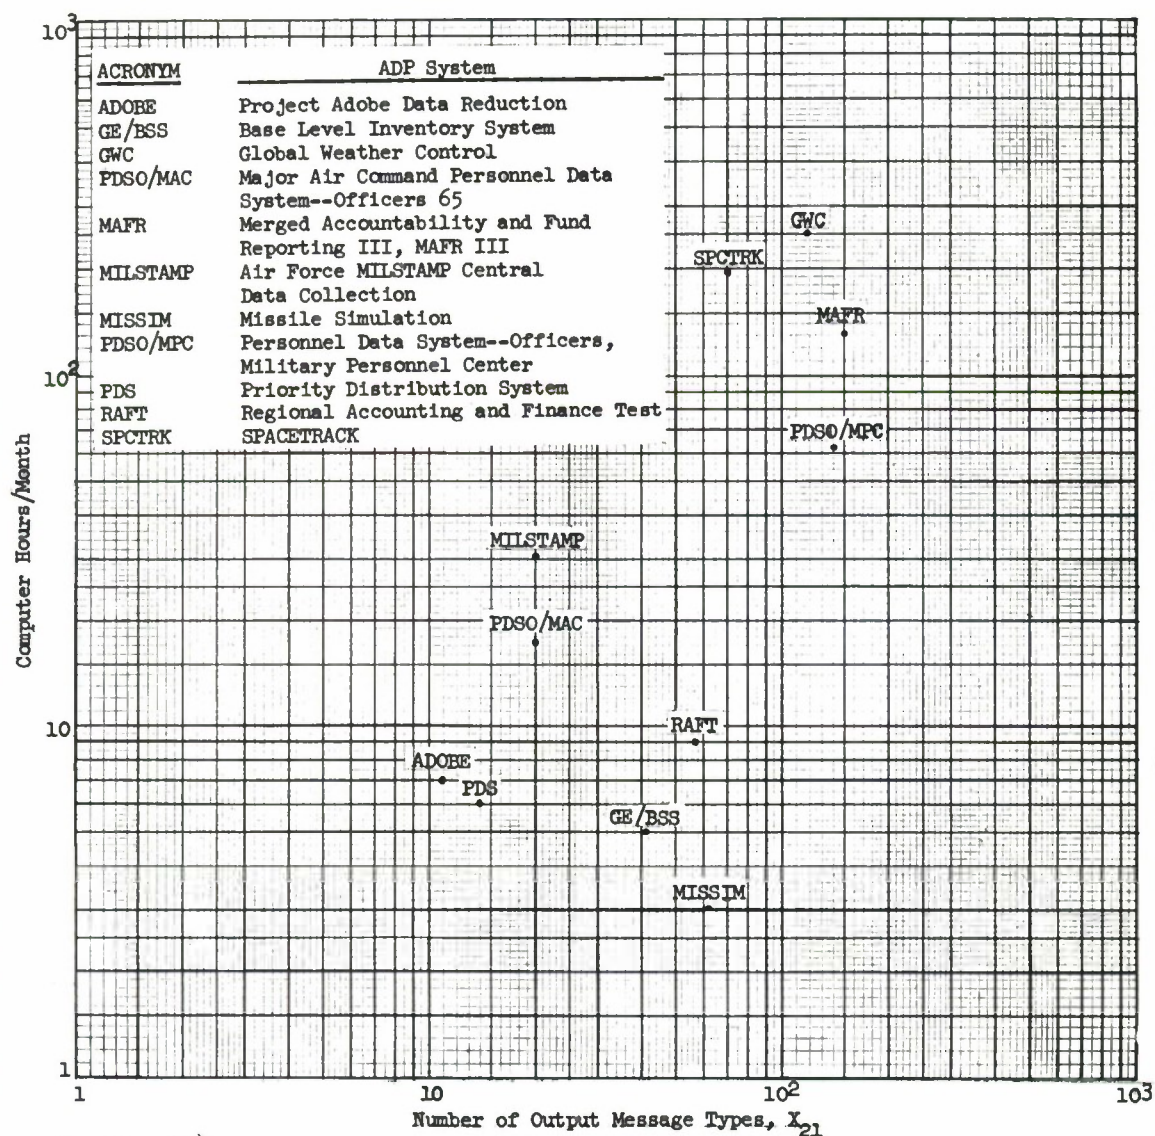 10³
ACRONYM ADP System
ADOBE Project Adobe Data Reduction
GE/BSS Base Level Inventory System
GWC Global Weather Control
PDSO/MAC Major Air Command Personnel Data
System--Officers 65
MAFR Merged Accountability and Fund
Reporting III, MAFR III
MILSTAMP Air Force MILSTAMP Central
Data Collection
MISSIM Missile Simulation
PDSO/MPC Personnel Data System--Officers,
Military Personnel Center
PDS Priority Distribution System
RAFT Regional Accounting and Finance Test
SPCTRK SPACETRACK
GWC
SPCTRK
MAFR
10²
PDSO/MPC
Computer Hours/Month
MILSTAMP
PDSO/MAC
10
RAFT
ADOBE
PDS
GE/BSS
MISSIM
1
1 10 10² 10³
Number of Output Message Types, X₂₁